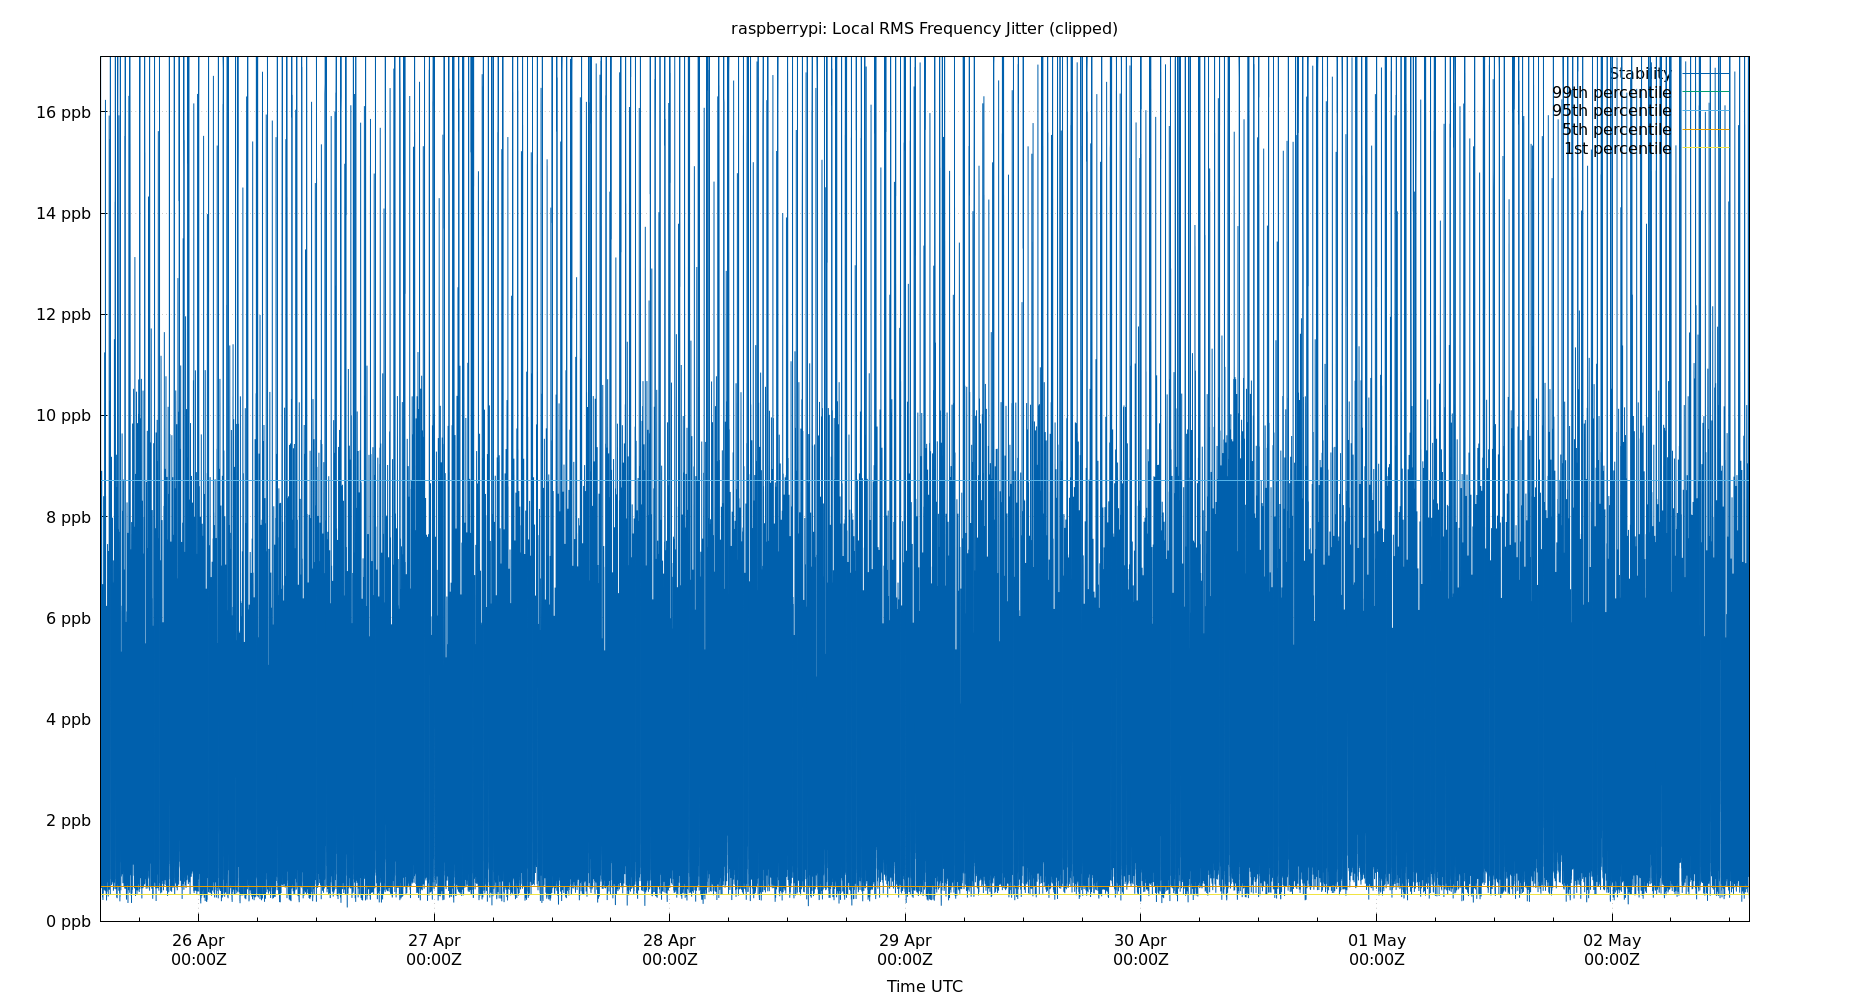 raspberrypi: Local RMS Frequency Jitter (clipped)
Stability
99th percentile
95th percentile
5th percentile
1st percentile
16 ppb
14 ppb
12 ppb
10 ppb
8 ppb
6 ppb
4 ppb
2 ppb
0 ppb
26 Apr 27 Apr 28 Apr 29 Apr 30 Apr 01 May 02 May
00:00Z 00:00Z 00:00Z 00:00Z 00:00Z 00:00Z 00:00Z
Time UTC